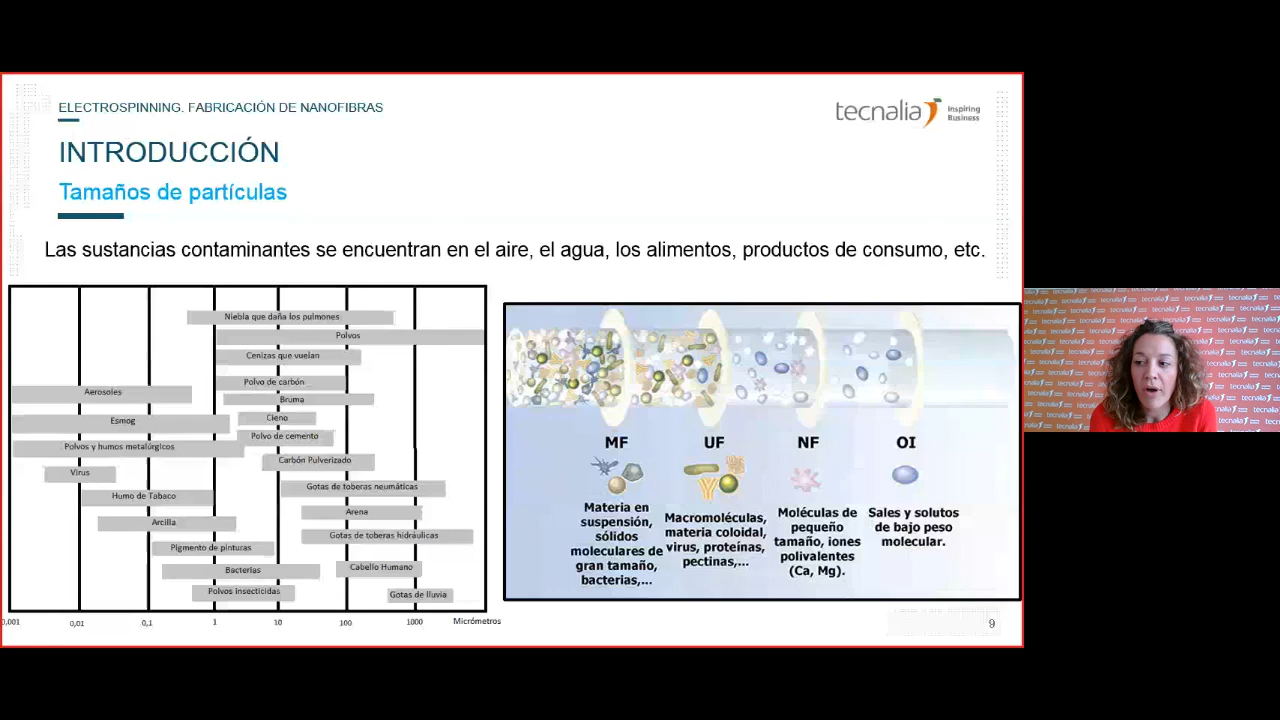 ELECTROSPINNING. FABRICACIÓN DE NANOFIBRAS
tecnalia
inspiring
Business
INTRODUCCIÓN
Tamaños de partículas
Las sustancias contaminantes se encuentran en el aire, el agua, los alimentos, productos de consumo, etc.
Niebla que daña los pulmones
Polvos
Cenizas que vuelan
Polvo de carbón
Aerosoles
Bruma
Esmog
Cieno
Polvo de cemento
Polvos y humos metalúrgicos
Carbón Pulverizado
Virus
Gotas de toberas neumáticas
Humo de Tabaco
Arena
Arcilla
Gotas de toberas hidráulicas
Pigmento de pinturas
Bacterias
Cabello Humano
Polvos insecticidas
Gotas de lluvia
0,001
0,01
0,1
1
10
100
1000
Micrómetros
MF
UF
NF
OI
Materia en
suspensión,
sólidos
moleculares de
gran tamaño,
bacterias,...
Macromoléculas,
materia coloidal,
virus, proteínas,
pectinas,...
Moléculas de
pequeño
tamaño, iones
polivalentes
(Ca, Mg).
Sales y solutos
de bajo peso
molecular.
9